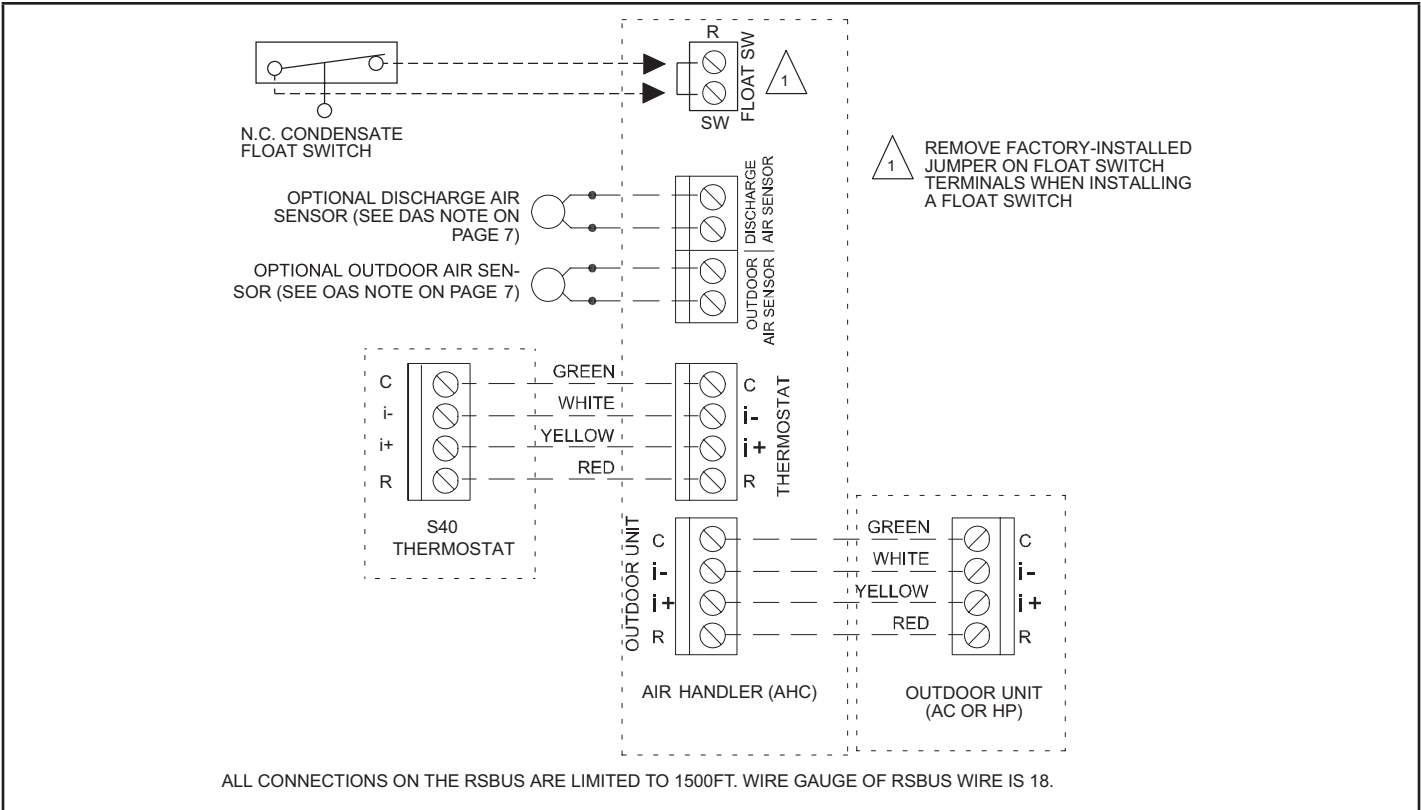 R
FLOAT SW
1
SW
N.C. CONDENSATE
FLOAT SWITCH
1
REMOVE FACTORY-INSTALLED
JUMPER ON FLOAT SWITCH
TERMINALS WHEN INSTALLING
A FLOAT SWITCH
OPTIONAL DISCHARGE AIR
SENSOR (SEE DAS NOTE ON
PAGE 7)
DISCHARGE
AIR SENSOR
OPTIONAL OUTDOOR AIR SEN-
SOR (SEE OAS NOTE ON PAGE 7)
OUTDOOR
AIR SENSOR
C
i-
i+
R
GREEN
WHITE
YELLOW
RED
C
i-
i+
R
THERMOSTAT
S40
THERMOSTAT
OUTDOOR UNIT
C
i-
i+
R
GREEN
WHITE
YELLOW
RED
C
i-
i+
R
AIR HANDLER (AHC)
OUTDOOR UNIT
(AC OR HP)
ALL CONNECTIONS ON THE RSBUS ARE LIMITED TO 1500FT. WIRE GAUGE OF RSBUS WIRE IS 18.